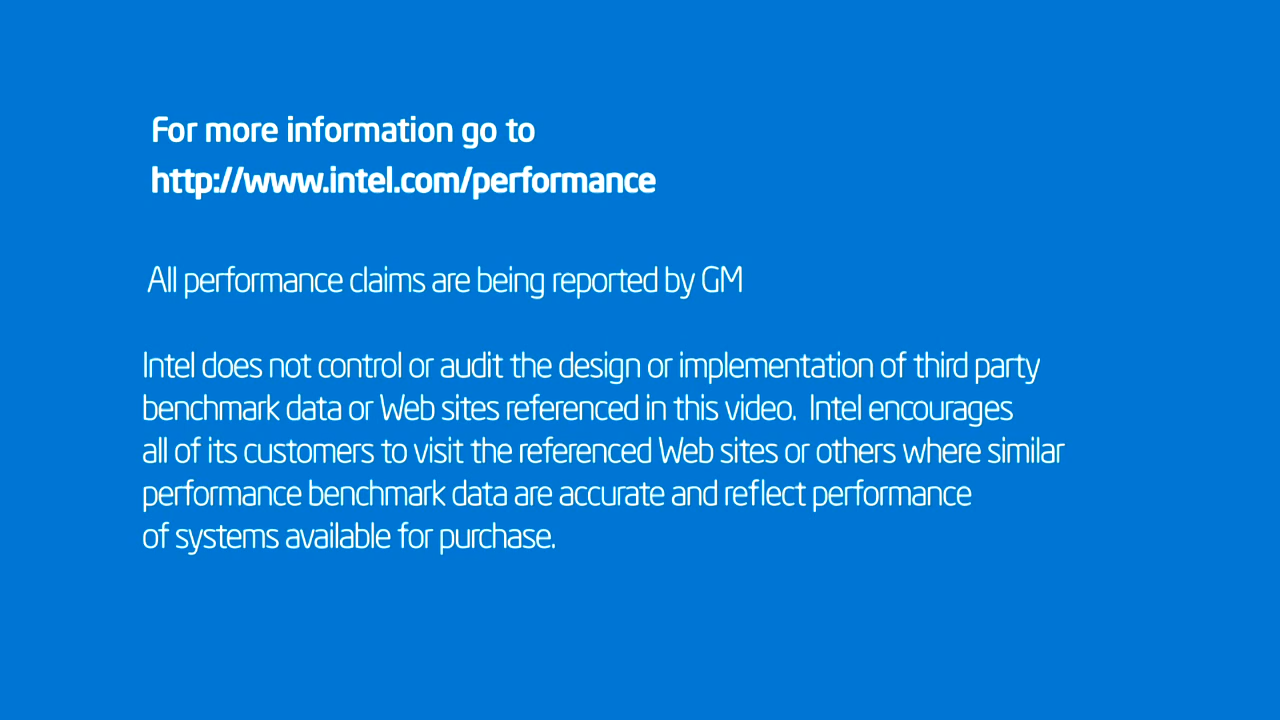 For more information go to
http://www.intel.com/performance
All performance claims are being reported by GM
Intel does not control or audit the design or implementation of third party
benchmark data or Web sites referenced in this video.  Intel encourages
all of its customers to visit the referenced Web sites or others where similar
performance benchmark data are accurate and reflect performance
of systems available for purchase.